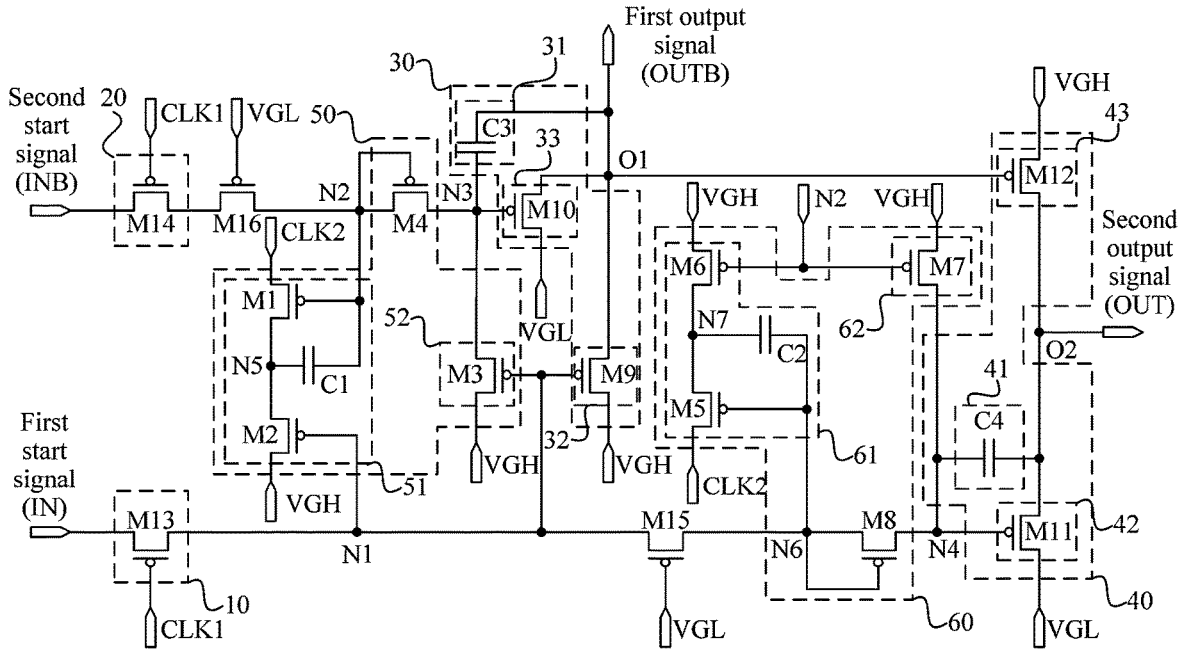 First output
signal
(OUTB)
30
31
VGH
Second
start
signal
(INB)
20
CLK1
VGL
50
C3
33
43
O1
N2
N3
M10
VGH
N2
VGH
M12
M14
M16
M4
CLK2
Second
output
signal
(OUT)
M6
M7
M1
VGL
62
N7
52
N5
C1
C2
O2
M3
M9
41
M5
C4
M2
32
First
start
signal
(IN)
VGH
VGH
61
VGH
51
CLK2
42
M13
M15
M8
N1
N6
N4
M11
10
40
CLK1
VGL
60
VGL